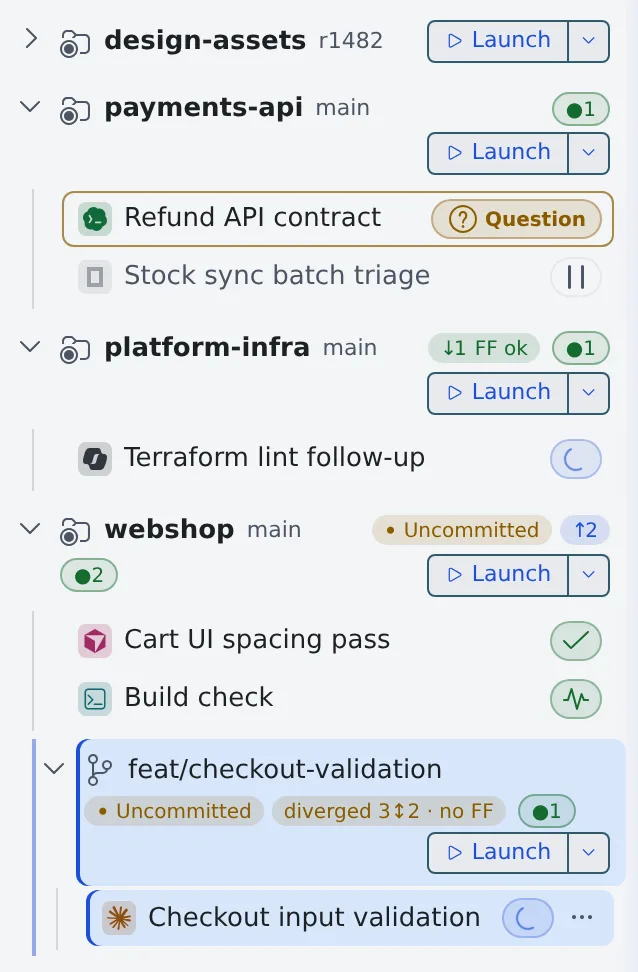 design-assets r1482 Launch
payments-api main 1
Launch
Refund API contract Question
Stock sync batch triage
platform-infra main ↓1 FF ok 1
Launch
Terraform lint follow-up
webshop main • Uncommitted ↑2
2 Launch
Cart UI spacing pass
Build check
feat/checkout-validation
• Uncommitted diverged 3↕2 · no FF 1
Launch
Checkout input validation ···